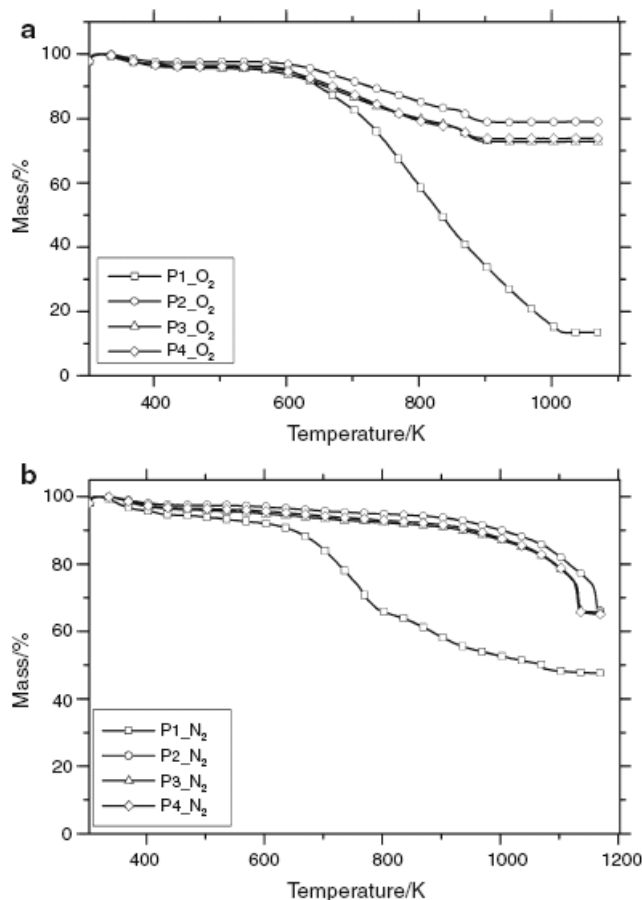 a
100
80
60
40
20
0
Mass/%
P1_O₂
P2_O₂
P3_O₂
P4_O₂
400 600 800 1000
Temperature/K
b
100
80
60
40
20
0
Mass/%
P1_N₂
P2_N₂
P3_N₂
P4_N₂
400 600 800 1000 1200
Temperature/K